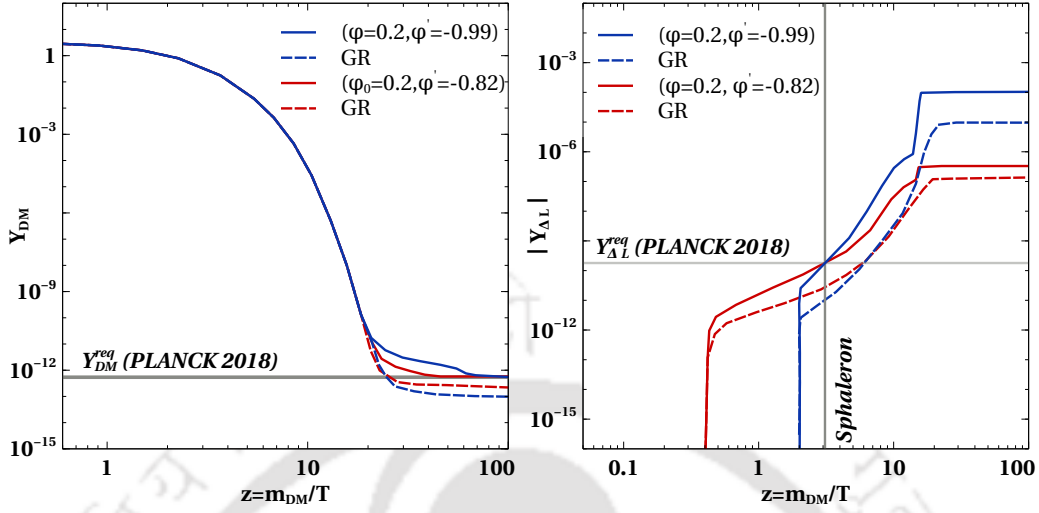 (φ=0.2,φ'=-0.99)
GR
(φ₀=0.2,φ'=-0.82)
GR
1
10⁻³
10⁻⁹
10⁻¹²
10⁻¹⁵
Y_DM
Y_DM^req (PLANCK 2018)
1
10
100
z=m_DM/T
(φ=0.2,φ'=-0.99)
GR
(φ=0.2, φ'=-0.82)
GR
10⁻³
10⁻⁶
10⁻¹²
10⁻¹⁵
|Y_ΔL|
Y_ΔL^req (PLANCK 2018)
Sphaleron
0.1
1
10
100
z=m_DM/T